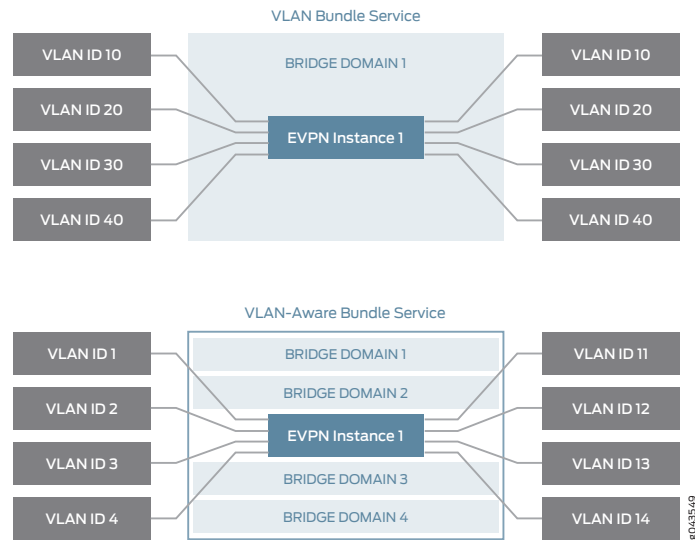 VLAN Bundle Service
VLAN ID 10
BRIDGE DOMAIN 1
VLAN ID 10
VLAN ID 20
VLAN ID 20
EVPN Instance 1
VLAN ID 30
VLAN ID 30
VLAN ID 40
VLAN ID 40
VLAN-Aware Bundle Service
VLAN ID 1
BRIDGE DOMAIN 1
VLAN ID 11
BRIDGE DOMAIN 2
VLAN ID 2
VLAN ID 12
EVPN Instance 1
VLAN ID 3
VLAN ID 13
BRIDGE DOMAIN 3
VLAN ID 4
BRIDGE DOMAIN 4
VLAN ID 14
g043549